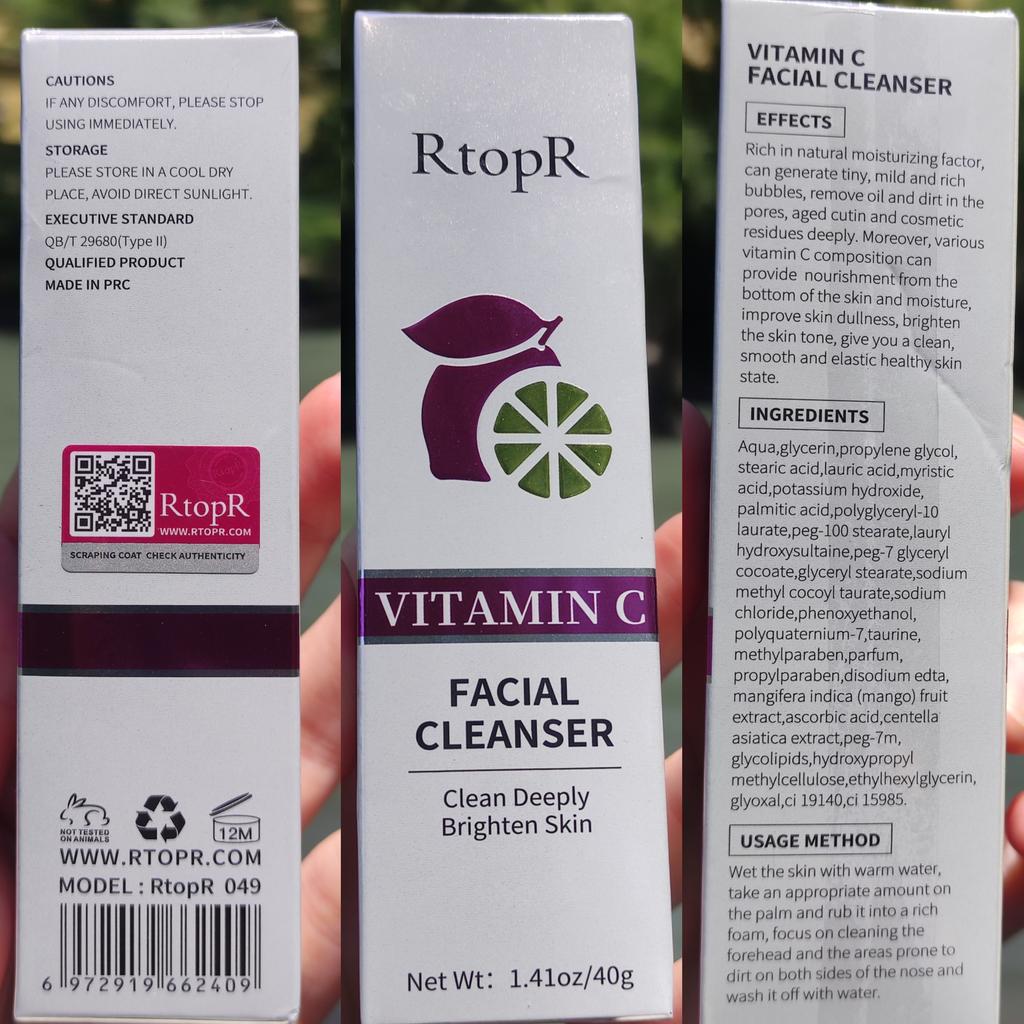 CAUTIONS
IF ANY DISCOMFORT, PLEASE STOP
USING IMMEDIATELY.
STORAGE
PLEASE STORE IN A COOL DRY
PLACE, AVOID DIRECT SUNLIGHT.
EXECUTIVE STANDARD
QB/T 29680(Type II)
QUALIFIED PRODUCT
MADE IN PRC
RtopR
WWW.RTOPR.COM
SCRAPING COAT CHECK AUTHENTICITY
NOT TESTED
ON ANIMALS
12M
WWW.RTOPR.COM
MODEL : RtopR 049
6 972919 662409
RtopR
VITAMIN C
FACIAL
CLEANSER
Clean Deeply
Brighten Skin
Net Wt: 1.41oz/40g
VITAMIN C
FACIAL CLEANSER
EFFECTS
Rich in natural moisturizing factor,
can generate tiny, mild and rich
bubbles, remove oil and dirt in the
pores, aged cutin and cosmetic
residues deeply. Moreover, various
vitamin C composition can
provide nourishment from the
bottom of the skin and moisture,
improve skin dullness, brighten
the skin tone, give you a clean,
smooth and elastic healthy skin
state.
INGREDIENTS
Aqua,glycerin,propylene glycol,
stearic acid,lauric acid,myristic
acid,potassium hydroxide,
palmitic acid,polyglyceryl-10
laurate,peg-100 stearate,lauryl
hydroxysultaine,peg-7 glyceryl
cocoate,glyceryl stearate,sodium
methyl cocoyl taurate,sodium
chloride,phenoxyethanol,
polyquaternium-7,taurine,
methylparaben,parfum,
propylparaben,disodium edta,
mangifera indica (mango) fruit
extract,ascorbic acid,centella
asiatica extract,peg-7m,
glycolipids,hydroxypropyl
methylcellulose,ethylhexylglycerin,
glyoxal,ci 19140,ci 15985.
USAGE METHOD
Wet the skin with warm water,
take an appropriate amount on
the palm and rub it into a rich
foam, focus on cleaning the
forehead and the areas prone to
dirt on both sides of the nose and
wash it off with water.